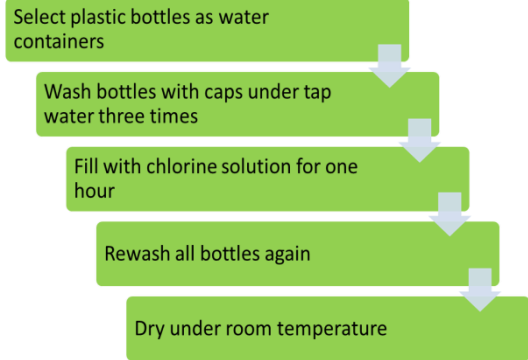 Select plastic bottles as water
containers
Wash bottles with caps under tap
water three times
Fill with chlorine solution for one
hour
Rewash all bottles again
Dry under room temperature